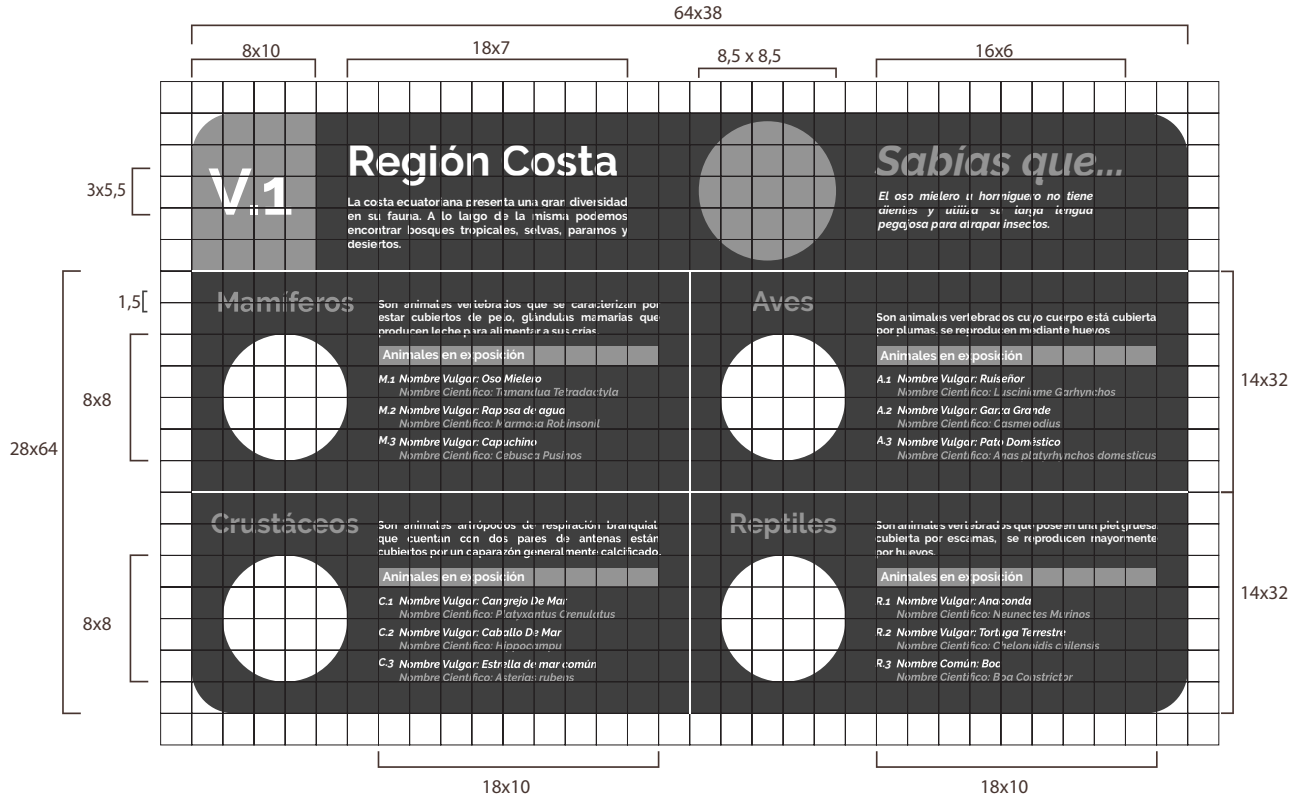 64x38
8x10
18x7
8,5 x 8,5
16x6
3x5,5
V.1
Región Costa
La costa ecuatoriana presenta una gran diversidad
en su fauna. A lo largo de la misma podemos
encontrar bosques tropicales, selvas, paramos y
desiertos.
Sabías que...
El oso mielero u hormiguero no tiene
dientes y utiliza su larga lengua
pegajosa para atrapar insectos.
28x64
1,5
8x8
Mamíferos
Son animales vertebrados que se caracterizan por
estar cubiertos de pelo, glándulas mamarias que
producen leche para alimentar a sus crías.
Animales en exposición
M.1 Nombre Vulgar: Oso Mielero
Nombre Científico: Tamandua Tetradactyla
M.2 Nombre Vulgar: Raposa de agua
Nombre Científico: Marmosa Robinsonil
M.3 Nombre Vulgar: Capuchino
Nombre Científico: Cebusca Pusinos
Aves
Son animales vertebrados cuyo cuerpo está cubierta
por plumas, se reproducen mediante huevos
Animales en exposición
A.1 Nombre Vulgar: Ruiseñor
Nombre Científico: Lusciniame Garhynchos
A.2 Nombre Vulgar: Garza Grande
Nombre Científico: Casmerodius
A.3 Nombre Vulgar: Pato Doméstico
Nombre Científico: Anas platyrhynchos domesticus
14x32
8x8
Crustáceos
Son animales antrópodos de respiración branquial,
que cuentan con dos pares de antenas están
cubiertos por un caparazón generalmente calcificado.
Animales en exposición
C.1 Nombre Vulgar: Cangrejo De Mar
Nombre Científico: Platyxantus Crenulatus
C.2 Nombre Vulgar: Caballo De Mar
Nombre Científico: Hippocampu
C.3 Nombre Vulgar: Estrella de mar común
Nombre Científico: Asterias rubens
Reptiles
Son animales vertebrados que poseen una piel gruesa
cubierta por escamas, se reproducen mayormente
por huevos.
Animales en exposición
R.1 Nombre Vulgar: Anaconda
Nombre Científico: Neunectes Murinos
R.2 Nombre Vulgar: Tortuga Terrestre
Nombre Científico: Chelonoidis chilensis
R.3 Nombre Común: Boa
Nombre Científico: Boa Constrictor
14x32
18x10
18x10